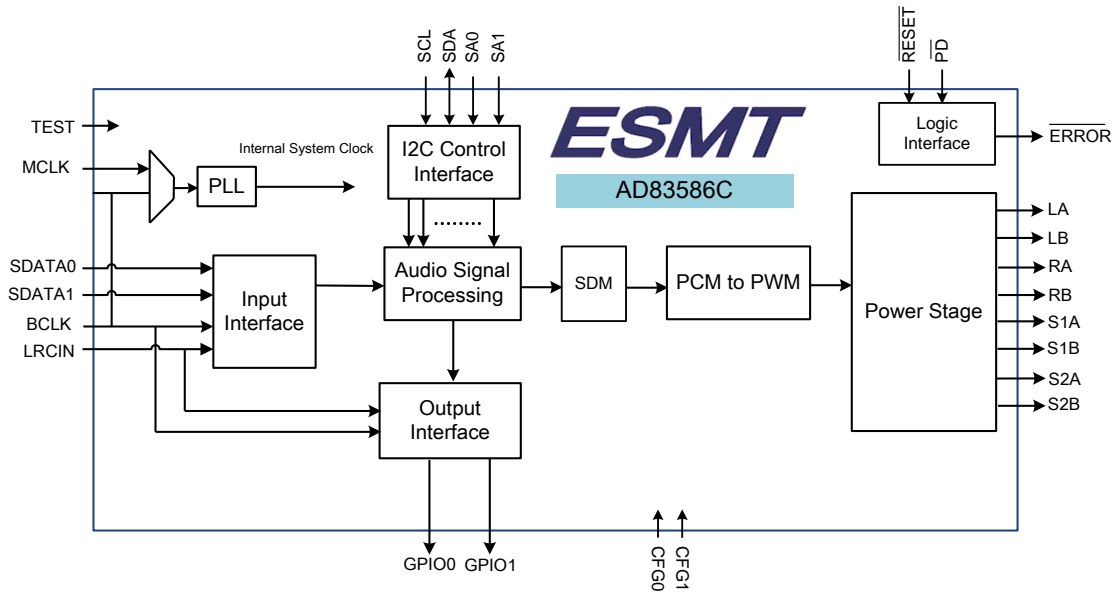 SCL
SDA
SA0
SA1
RESET
PD
TEST
MCLK
Internal System Clock
PLL
I2C Control
Interface
ESMT
AD83586C
Logic
Interface
ERROR
SDATA0
SDATA1
BCLK
LRCIN
Input
Interface
Audio Signal
Processing
........
SDM
PCM to PWM
Power Stage
LA
LB
RA
RB
S1A
S1B
S2A
S2B
Output
Interface
GPIO0
GPIO1
CFG0
CFG1